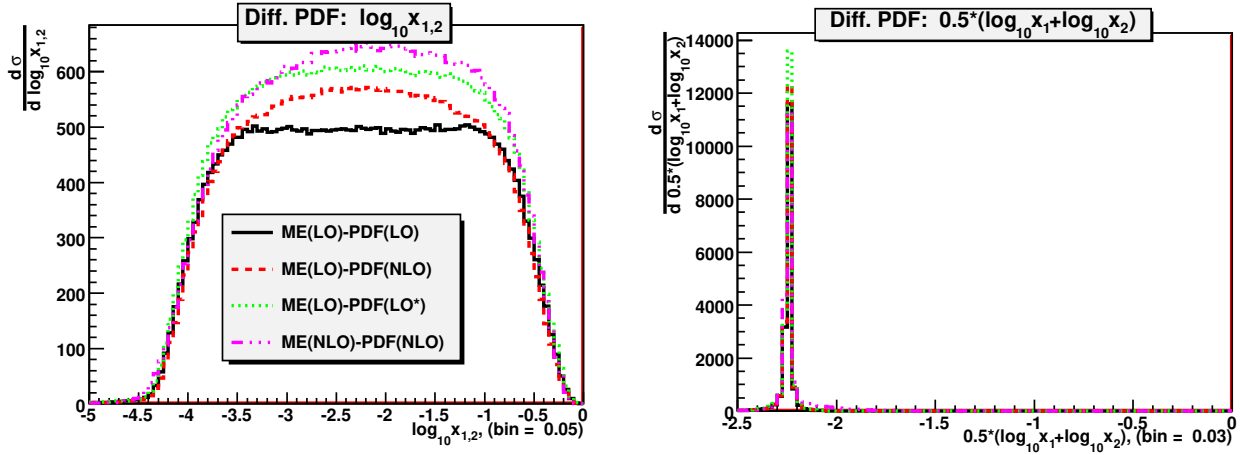 Diff. PDF: log₁₀x₁,₂
dσ
d log₁₀x₁,₂
600
500
400
300
200
100
0
ME(LO)-PDF(LO)
ME(LO)-PDF(NLO)
ME(LO)-PDF(LO*)
ME(NLO)-PDF(NLO)
-5 -4.5 -4 -3.5 -3 -2.5 -2 -1.5 -1 -0.5 0
log₁₀x₁,₂, (bin = 0.05)
Diff. PDF: 0.5*(log₁₀x₁+log₁₀x₂)
dσ
d 0.5*(log₁₀x₁+log₁₀x₂)
14000
12000
10000
8000
6000
4000
2000
0
-2.5 -2 -1.5 -1 -0.5 0
0.5*(log₁₀x₁+log₁₀x₂), (bin = 0.03)